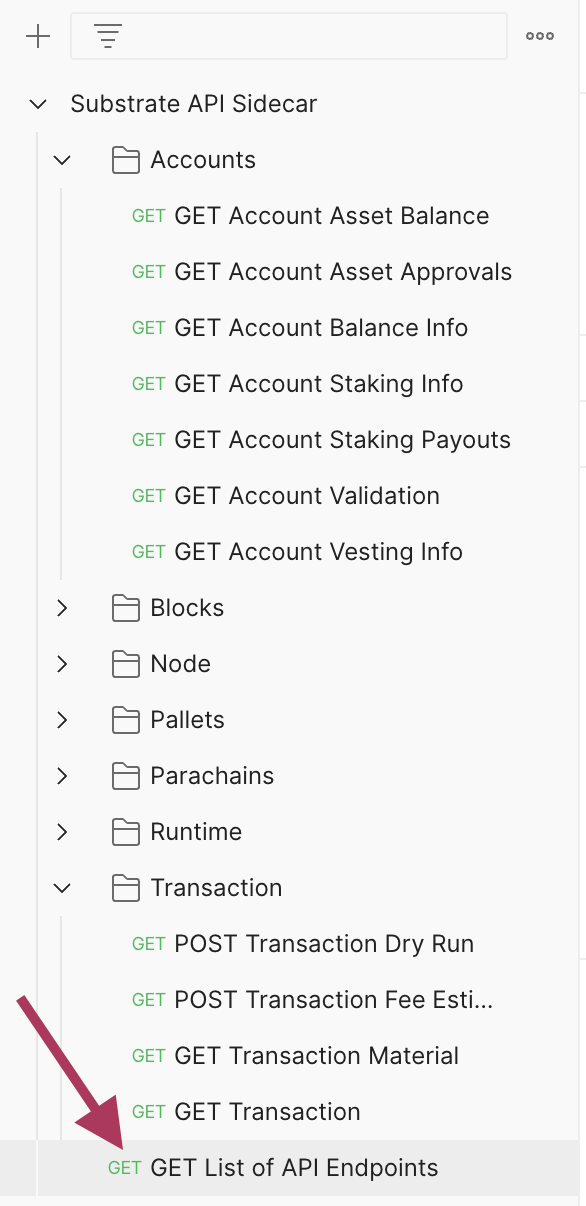 Substrate API Sidecar
Accounts
GET GET Account Asset Balance
GET GET Account Asset Approvals
GET GET Account Balance Info
GET GET Account Staking Info
GET GET Account Staking Payouts
GET GET Account Validation
GET GET Account Vesting Info
Blocks
Node
Pallets
Parachains
Runtime
Transaction
GET POST Transaction Dry Run
GET POST Transaction Fee Esti...
GET GET Transaction Material
GET GET Transaction
GET GET List of API Endpoints